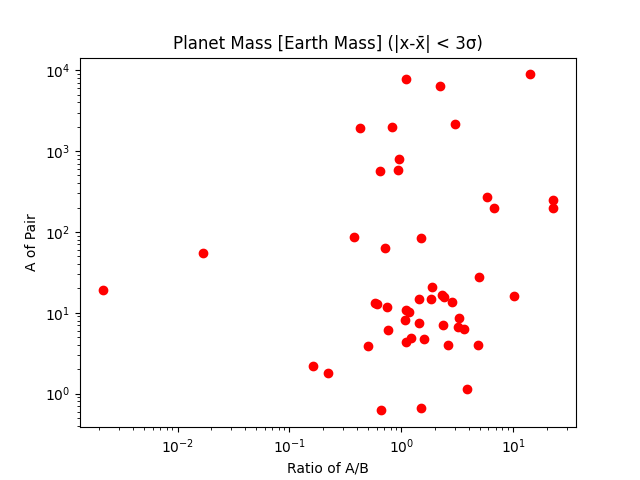 Planet Mass [Earth Mass] (|x-x̄| < 3σ)
A of Pair
10⁴
10³
10²
10¹
10⁰
10⁻² 10⁻¹ 10⁰ 10¹
Ratio of A/B